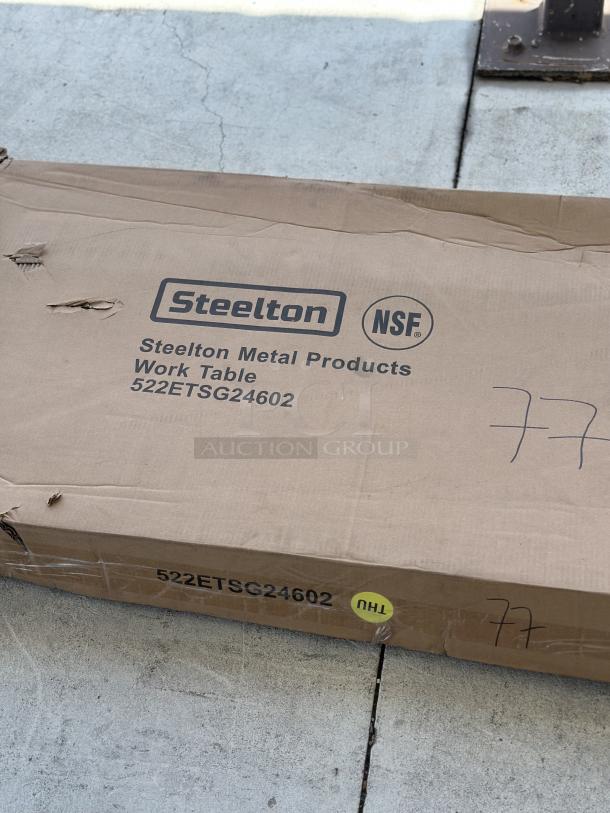 Steelton NSF®
Steelton Metal Products
Work Table
522ETSG24602
77
AUCTION GROUP
522ETSG24602
THU
77